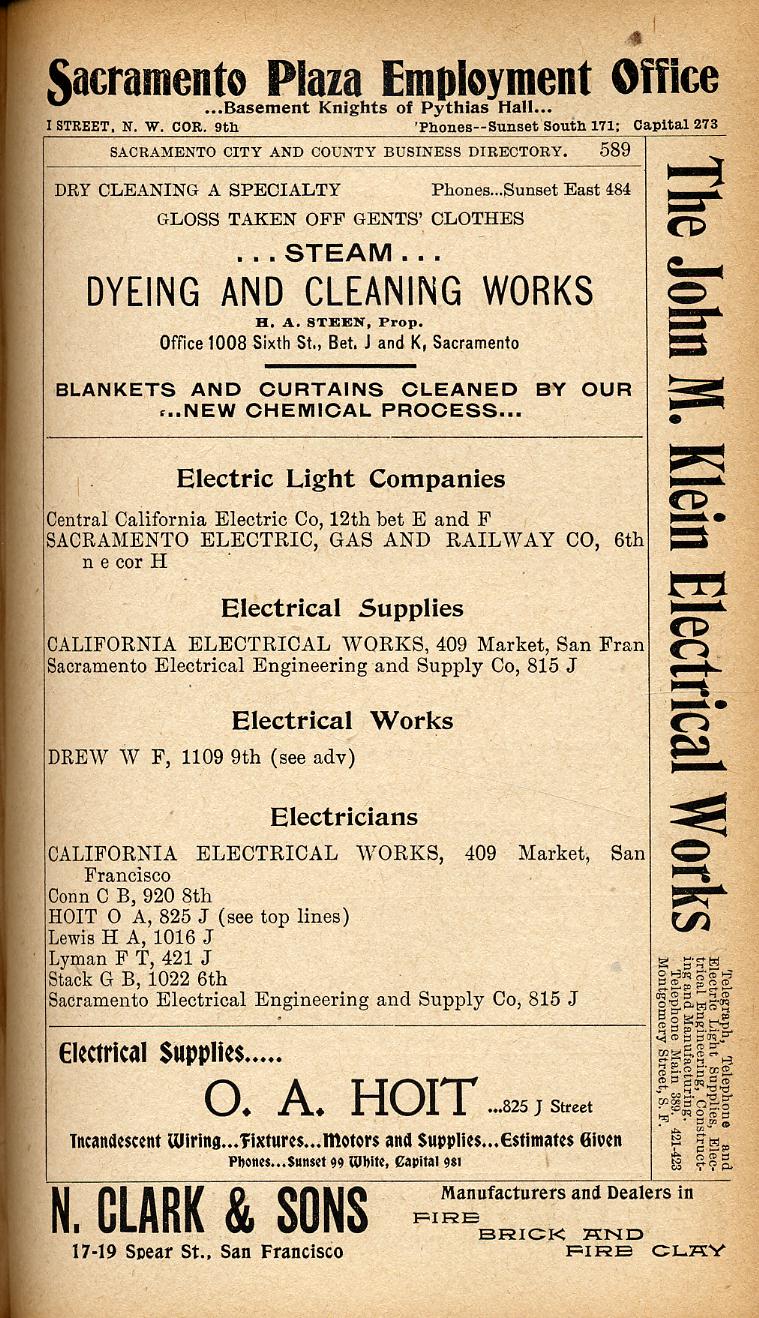 Sacramento Plaza Employment Office
...Basement Knights of Pythias Hall...
I STREET, N. W. COR. 9th 'Phones--Sunset South 171; Capital 273
SACRAMENTO CITY AND COUNTY BUSINESS DIRECTORY. 589
DRY CLEANING A SPECIALTY Phones...Sunset East 484
GLOSS TAKEN OFF GENTS' CLOTHES
...STEAM...
DYEING AND CLEANING WORKS
H. A. STEEN, Prop.
Office 1008 Sixth St., Bet. J and K, Sacramento
BLANKETS AND CURTAINS CLEANED BY OUR
...NEW CHEMICAL PROCESS...
Electric Light Companies
Central California Electric Co, 12th bet E and F
SACRAMENTO ELECTRIC, GAS AND RAILWAY CO, 6th
n e cor H
Electrical Supplies
CALIFORNIA ELECTRICAL WORKS, 409 Market, San Fran
Sacramento Electrical Engineering and Supply Co, 815 J
Electrical Works
DREW W F, 1109 9th (see adv)
Electricians
CALIFORNIA ELECTRICAL WORKS, 409 Market, San
Francisco
Conn C B, 920 8th
HOIT O A, 825 J (see top lines)
Lewis H A, 1016 J
Lyman F T, 421 J
Stack G B, 1022 6th
Sacramento Electrical Engineering and Supply Co, 815 J
Electrical Supplies.....
O. A. HOIT ...825 J Street
Incandescent Wiring...Fixtures...Motors and Supplies...Estimates Given
Phones...Sunset 99 White, Capital 981
The John M. Klein Electrical Works
Telegraph, Telephone and
Electric Light Supplies, Elec-
trical Engineering, Construct-
ing and Manufacturing.
Telephone Main 389. 421-423
Montgomery Street, S. F.
N. CLARK & SONS
17-19 Spear St., San Francisco
Manufacturers and Dealers in
FIRE
BRICK AND
FIRE CLAY